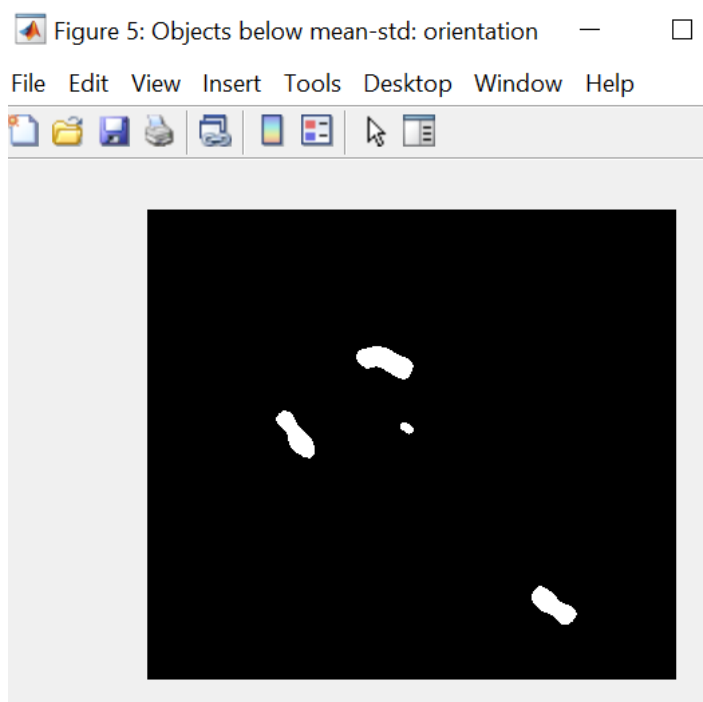 Figure 5: Objects below mean-std: orientation
File Edit View Insert Tools Desktop Window Help